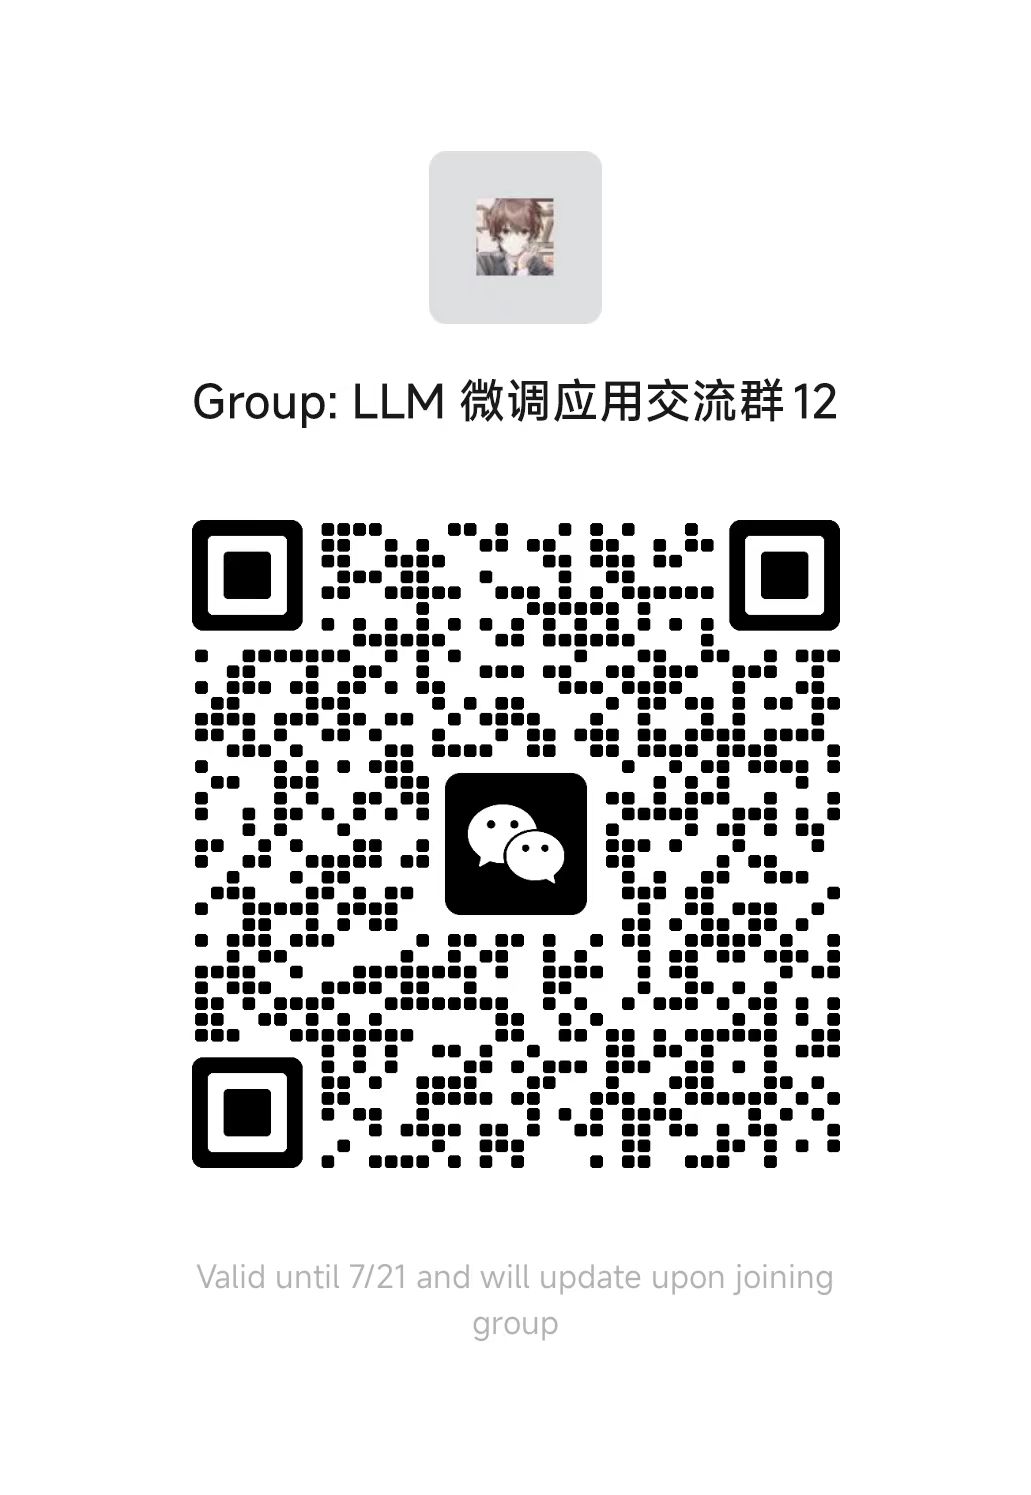 Group: LLM 微调应用交流群12
Valid until 7/21 and will update upon joining
group